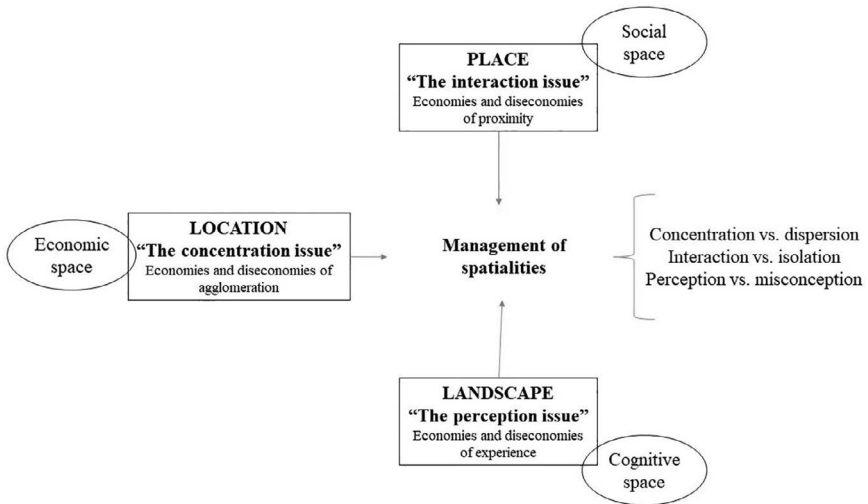 Social
space
PLACE
“The interaction issue”
Economies and diseconomies
of proximity
Economic
space
LOCATION
“The concentration issue”
Economies and diseconomies of
agglomeration
Management of
spatialities
Concentration vs. dispersion
Interaction vs. isolation
Perception vs. misconception
LANDSCAPE
“The perception issue”
Economies and diseconomies
of experience
Cognitive
space